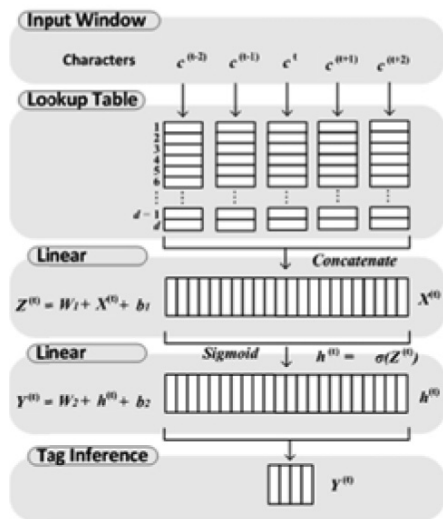 Input Window
Characters c^(t-2) c^(t-1) c^t c^(t+1) c^(t+2)
Lookup Table
1
2
3
4
5
6
d - 1
d
Linear
Concatenate
Z^(t) = W₁ + X^(t) + b₁
X^(t)
Linear
Sigmoid h^(t) = σ(Z^(t))
Y^(t) = W₂ + h^(t) + b₂
h^(t)
Tag Inference
Y^(t)